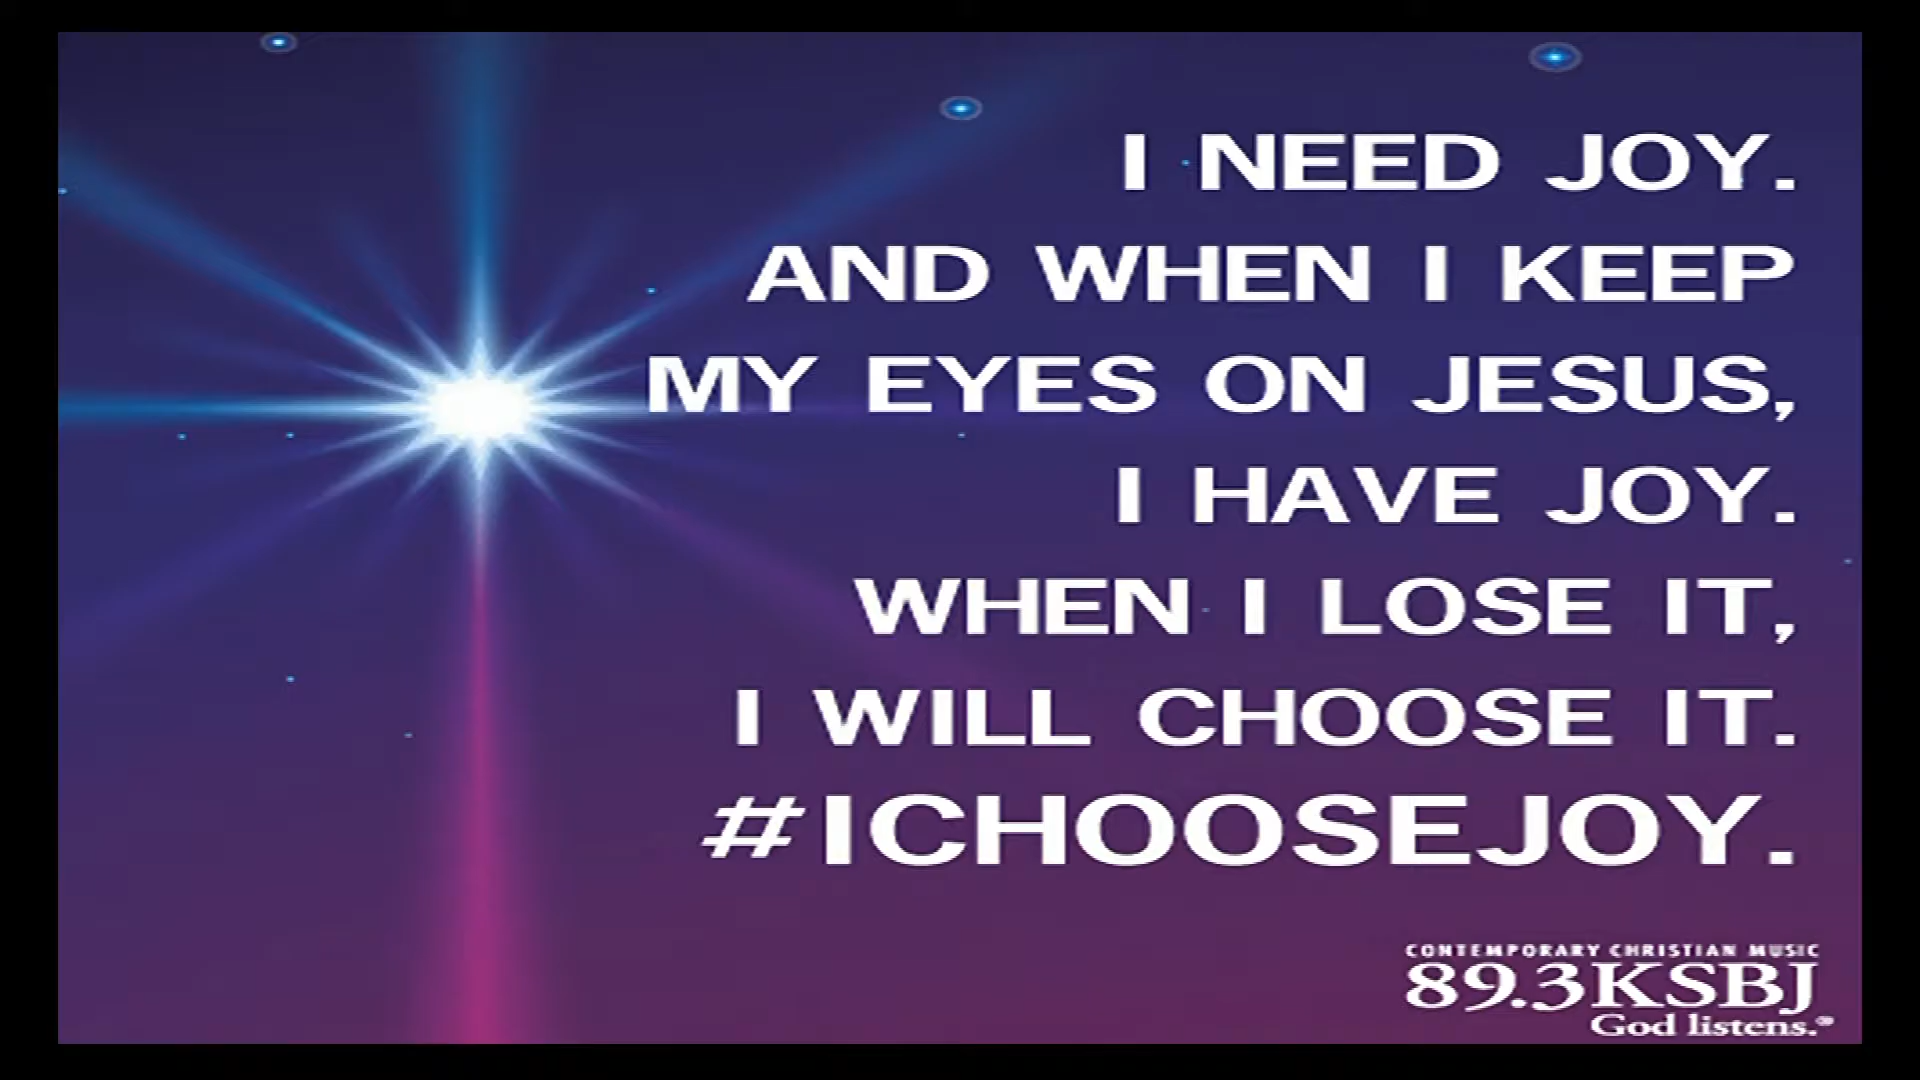 I NEED JOY.
AND WHEN I KEEP
MY EYES ON JESUS,
I HAVE JOY.
WHEN I LOSE IT,
I WILL CHOOSE IT.
#ICHOOSEJOY.
CONTEMPORARY CHRISTIAN MUSIC
89.3KSBJ
God listens.®